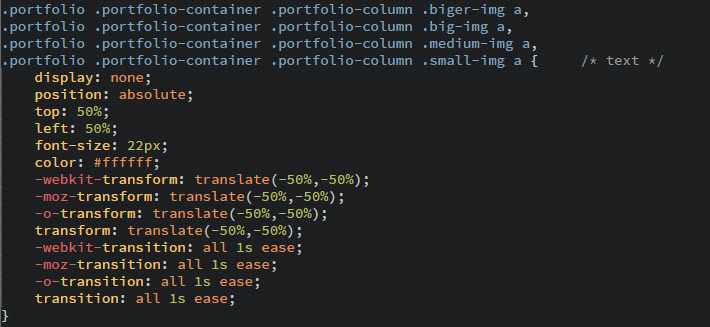 .portfolio .portfolio-container .portfolio-column .biger-img a,
.portfolio .portfolio-container .portfolio-column .big-img a,
.portfolio .portfolio-container .portfolio-column .medium-img a,
.portfolio .portfolio-container .portfolio-column .small-img a {     /* text */
    display: none;
    position: absolute;
    top: 50%;
    left: 50%;
    font-size: 22px;
    color: #ffffff;
    -webkit-transform: translate(-50%,-50%);
    -moz-transform: translate(-50%,-50%);
    -o-transform: translate(-50%,-50%);
    transform: translate(-50%,-50%);
    -webkit-transition: all 1s ease;
    -moz-transition: all 1s ease;
    -o-transition: all 1s ease;
    transition: all 1s ease;
}